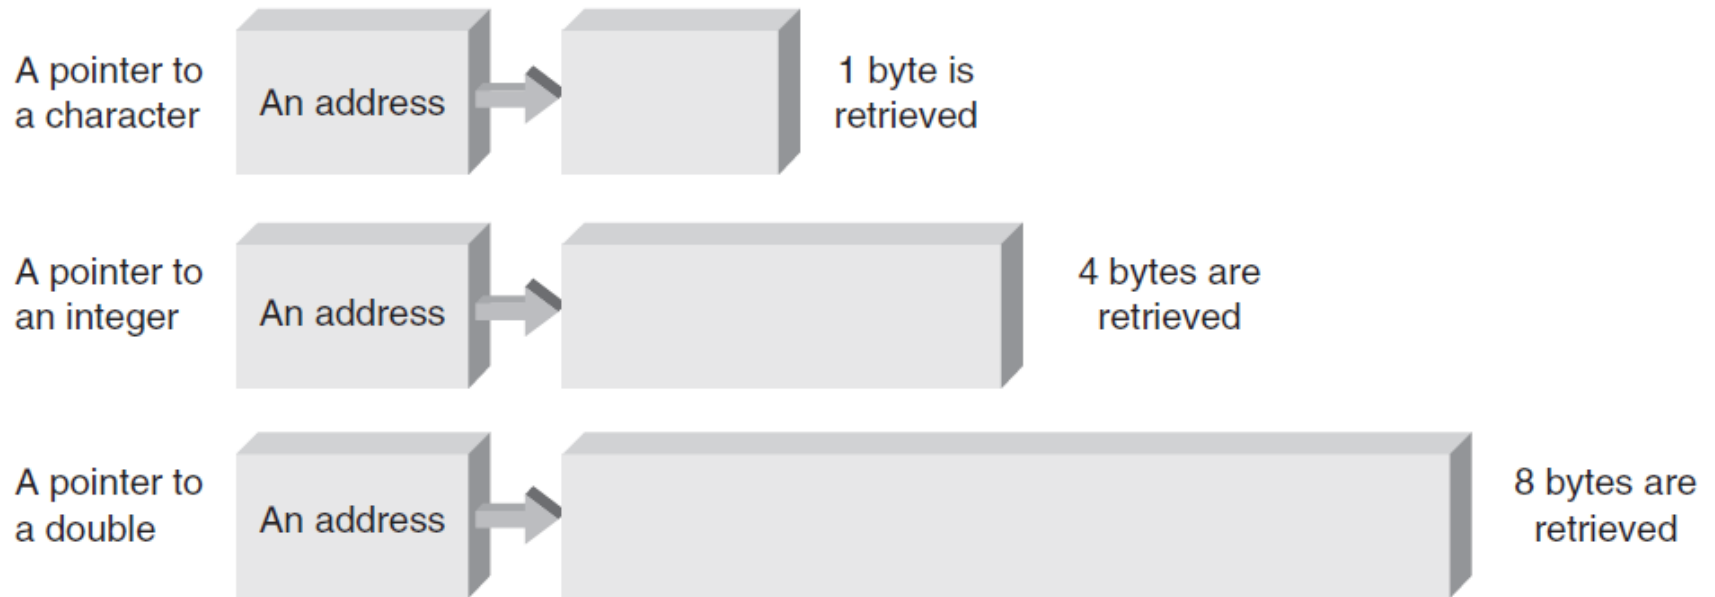 A pointer to
a character
An address
1 byte is
retrieved
A pointer to
an integer
An address
4 bytes are
retrieved
A pointer to
a double
An address
8 bytes are
retrieved